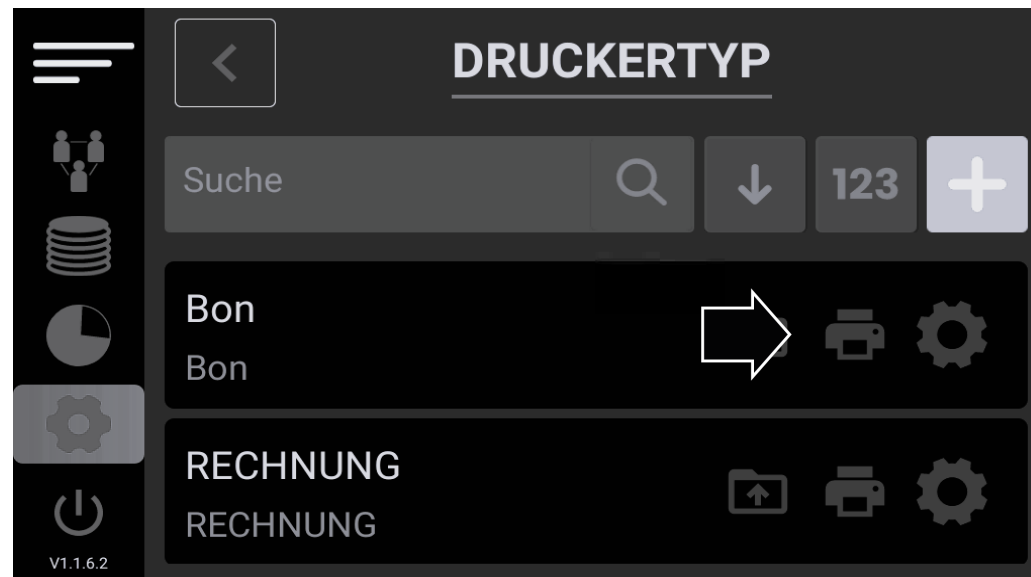 DRUCKERTYP
Suche
123
Bon
Bon
RECHNUNG
RECHNUNG
V1.1.6.2